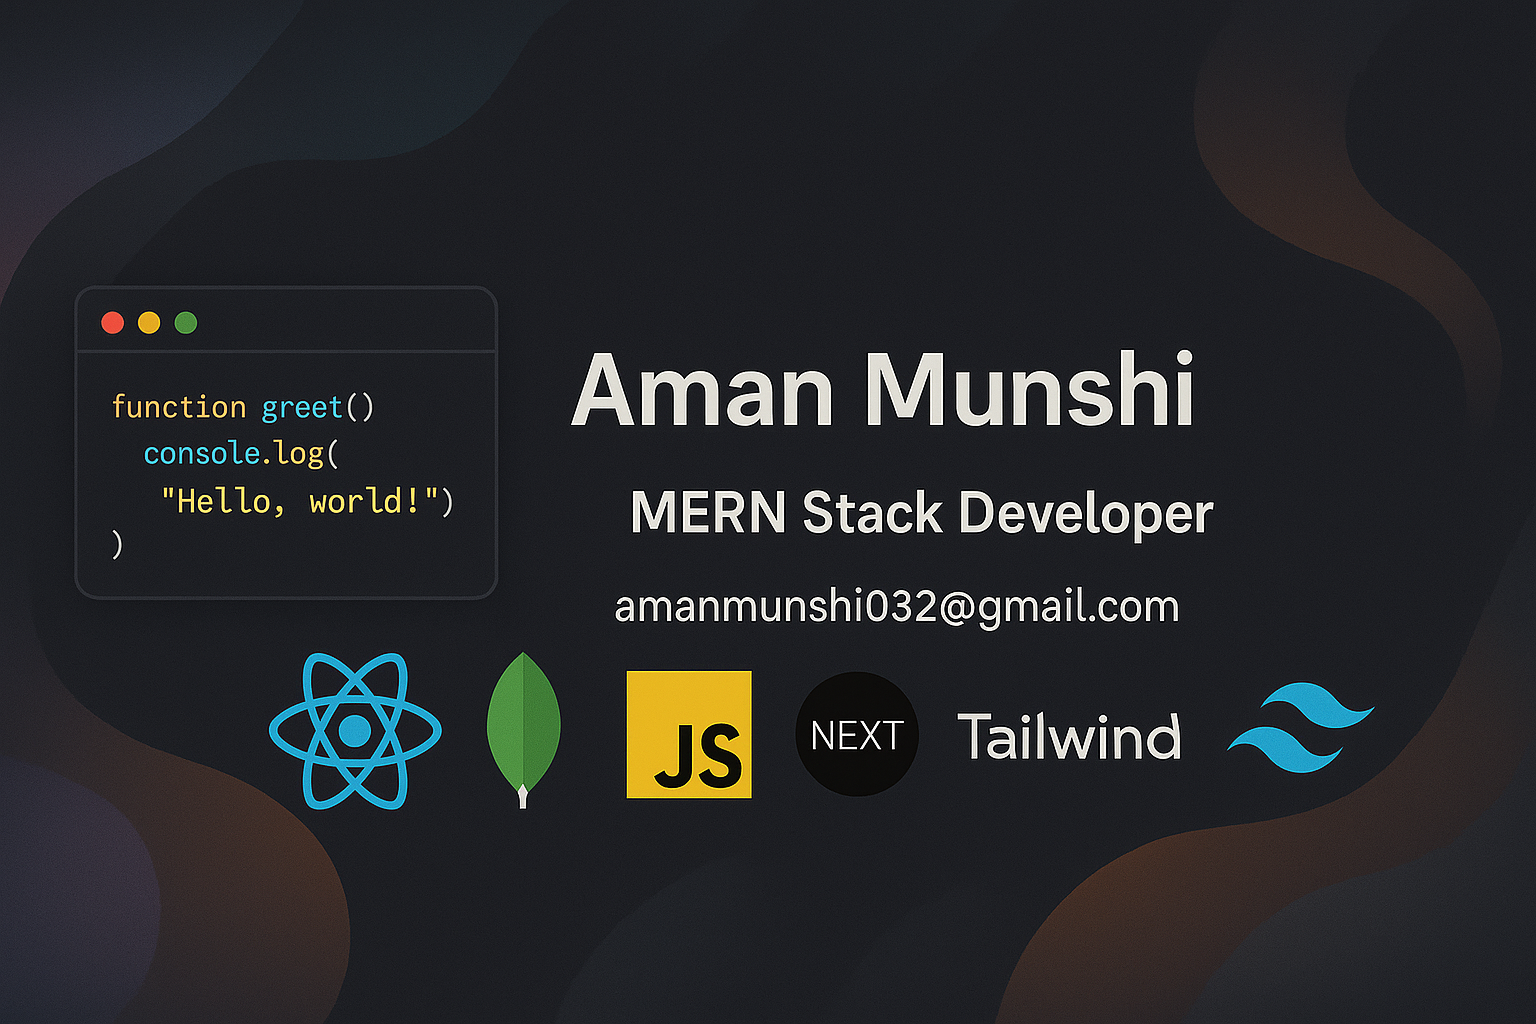 function greet()
console.log(
"Hello, world!")
)
Aman Munshi
MERN Stack Developer
amanmunshi032@gmail.com
JS
NEXT
Tailwind